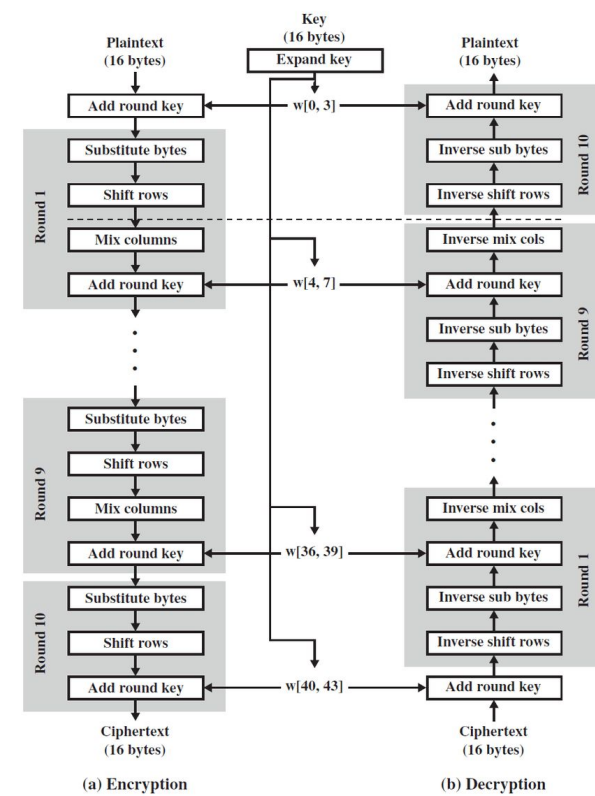 Key
(16 bytes)
Expand key
Plaintext
(16 bytes)
Add round key
Round 1
Substitute bytes
Shift rows
Mix columns
Add round key
Round 9
Substitute bytes
Shift rows
Mix columns
Add round key
Round 10
Substitute bytes
Shift rows
Add round key
Ciphertext
(16 bytes)
(a) Encryption
w[0, 3]
w[4, 7]
w[36, 39]
w[40, 43]
Plaintext
(16 bytes)
Add round key
Inverse sub bytes
Inverse shift rows
Round 10
Inverse mix cols
Add round key
Inverse sub bytes
Inverse shift rows
Round 9
Inverse mix cols
Add round key
Inverse sub bytes
Inverse shift rows
Round 1
Add round key
Ciphertext
(16 bytes)
(b) Decryption